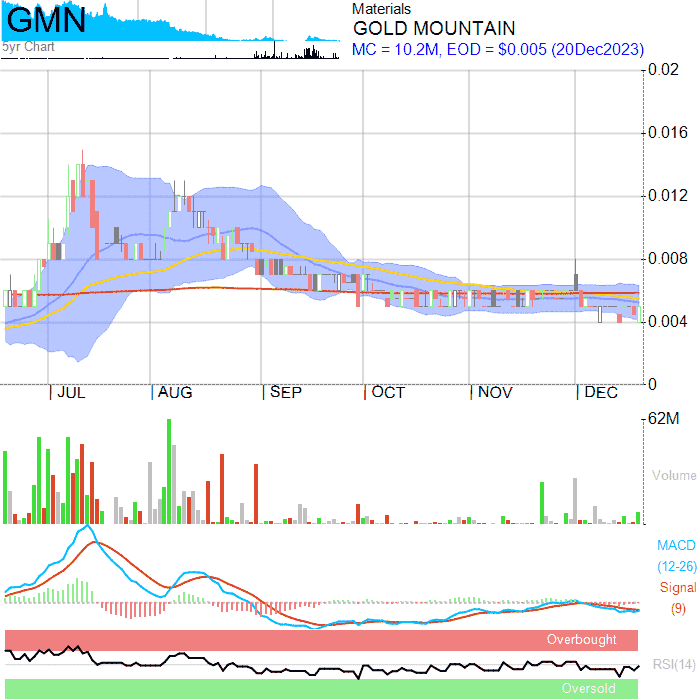 GMN
5yr Chart
Materials
GOLD MOUNTAIN
MC = 10.2M, EOD = $0.005 (20Dec2023)
0.02
0.016
0.012
0.008
0.004
0
JUL AUG SEP OCT NOV DEC
62M
Volume
MACD
(12-26)
Signal
(9)
Overbought
RSI(14)
Oversold